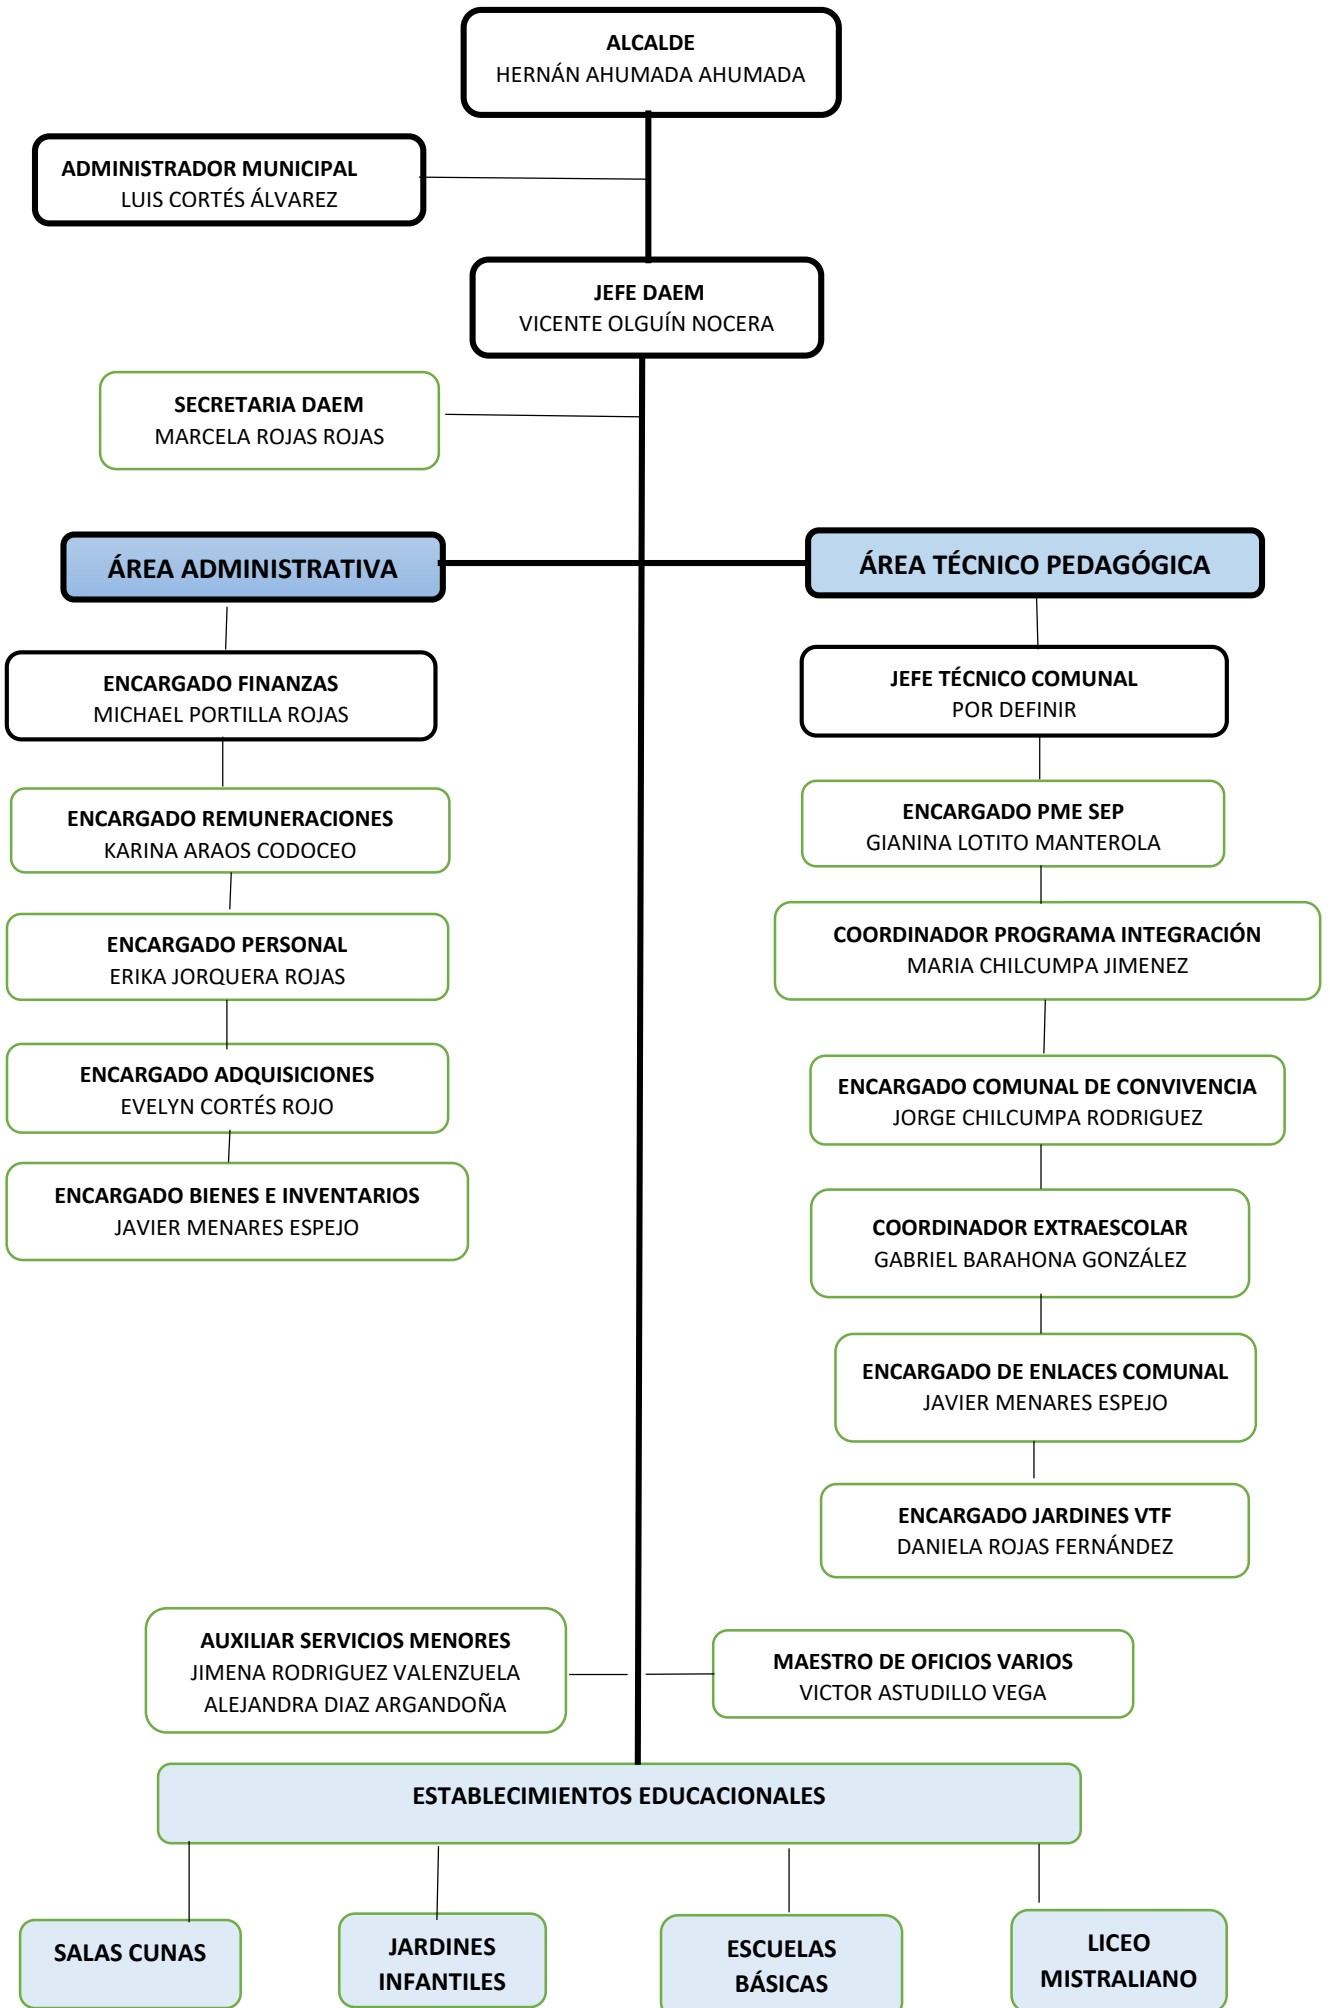 ALCALDE
HERNÁN AHUMADA AHUMADA
ADMINISTRADOR MUNICIPAL
LUIS CORTÉS ÁLVAREZ
JEFE DAEM
VICENTE OLGUÍN NOCERA
SECRETARIA DAEM
MARCELA ROJAS ROJAS
ÁREA ADMINISTRATIVA
ENCARGADO FINANZAS
MICHAEL PORTILLA ROJAS
ENCARGADO REMUNERACIONES
KARINA ARAOS CODOCEO
ENCARGADO PERSONAL
ERIKA JORQUERA ROJAS
ENCARGADO ADQUISICIONES
EVELYN CORTÉS ROJO
ENCARGADO BIENES E INVENTARIOS
JAVIER MENARES ESPEJO
ÁREA TÉCNICO PEDAGÓGICA
JEFE TÉCNICO COMUNAL
POR DEFINIR
ENCARGADO PME SEP
GIANINA LOTITO MANTEROLA
COORDINADOR PROGRAMA INTEGRACIÓN
MARIA CHILCUMPA JIMENEZ
ENCARGADO COMUNAL DE CONVIVENCIA
JORGE CHILCUMPA RODRIGUEZ
COORDINADOR EXTRAESCOLAR
GABRIEL BARAHONA GONZÁLEZ
ENCARGADO DE ENLACES COMUNAL
JAVIER MENARES ESPEJO
ENCARGADO JARDINES VTF
DANIELA ROJAS FERNÁNDEZ
AUXILIAR SERVICIOS MENORES
JIMENA RODRIGUEZ VALENZUELA
ALEJANDRA DIAZ ARGANDOÑA
MAESTRO DE OFICIOS VARIOS
VICTOR ASTUDILLO VEGA
ESTABLECIMIENTOS EDUCACIONALES
SALAS CUNAS
JARDINES
INFANTILES
ESCUELAS
BÁSICAS
LICEO
MISTRALIANO